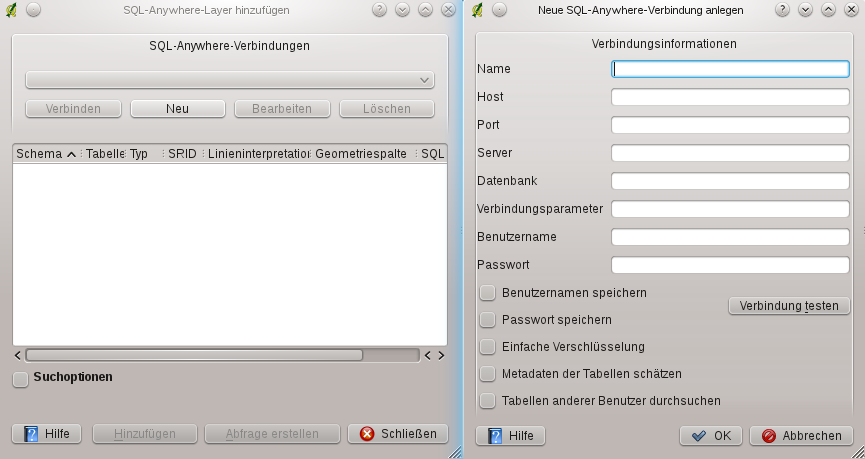 SQL-Anywhere-Layer hinzufügen
SQL-Anywhere-Verbindungen
Verbinden Neu Bearbeiten Löschen
Schema Tabelle Typ SRID Linieninterpretation Geometriespalte SQL
Suchoptionen
Hilfe Hinzufügen Abfrage erstellen Schließen
Neue SQL-Anywhere-Verbindung anlegen
Verbindungsinformationen
Name
Host
Port
Server
Datenbank
Verbindungsparameter
Benutzername
Passwort
Benutzernamen speichern
Verbindung testen
Passwort speichern
Einfache Verschlüsselung
Metadaten der Tabellen schätzen
Tabellen anderer Benutzer durchsuchen
Hilfe OK Abbrechen